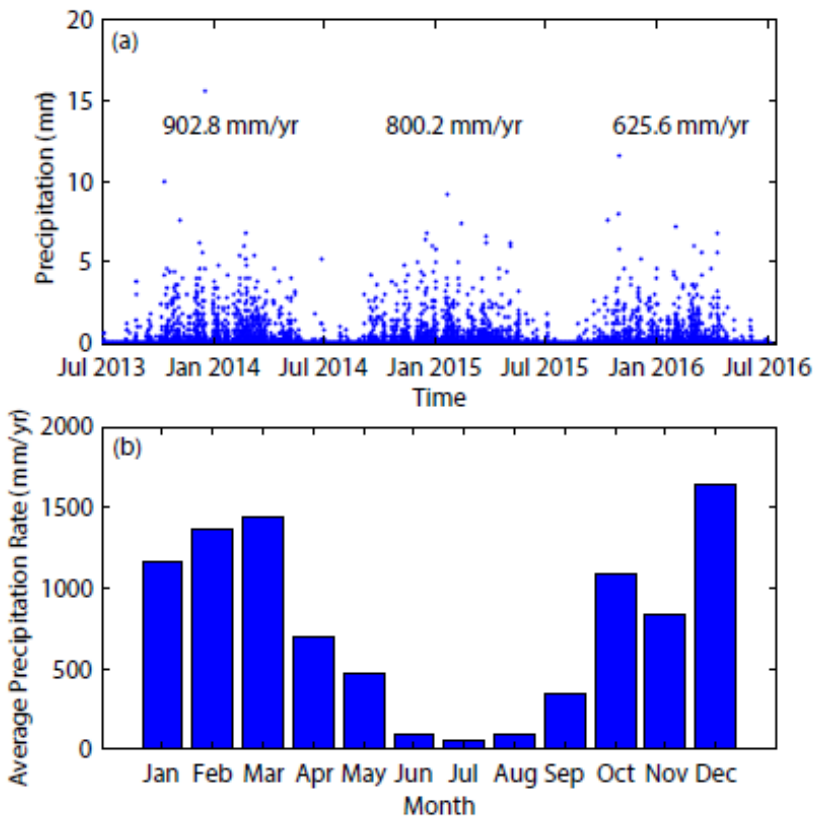 20
(a)
15
902.8 mm/yr 800.2 mm/yr 625.6 mm/yr
10
5
0
Precipitation (mm)
Jul 2013 Jan 2014 Jul 2014 Jan 2015 Jul 2015 Jan 2016 Jul 2016
Time
2000
(b)
1500
1000
500
0
Average Precipitation Rate (mm/yr)
Jan Feb Mar Apr May Jun Jul Aug Sep Oct Nov Dec
Month